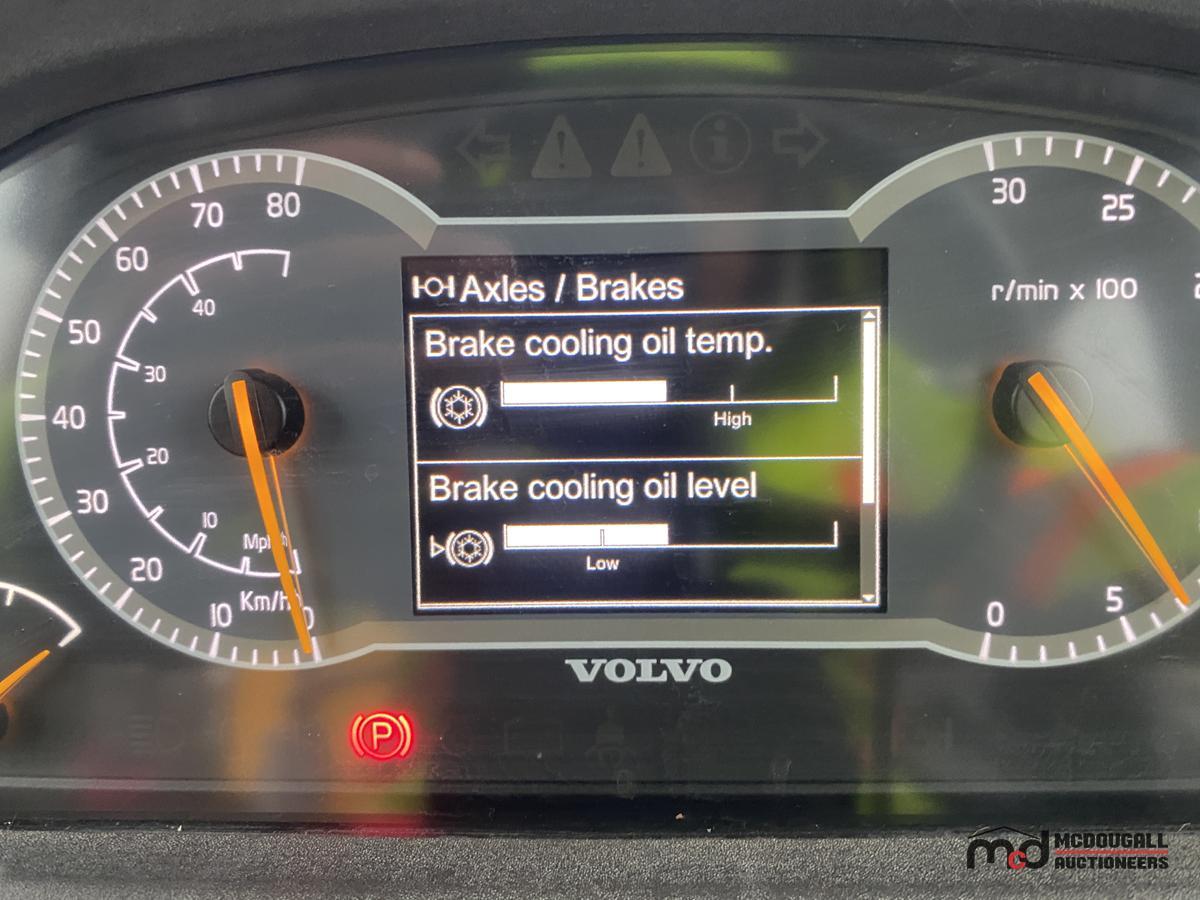 Axles / Brakes
Brake cooling oil temp.
High
Brake cooling oil level
Low
80
70
60
50
40
30
20
10
Km/h
40
30
20
10
30
25
r/min x 100
5
0
VOLVO
P
mcd MCDOUGALL
AUCTIONEERS